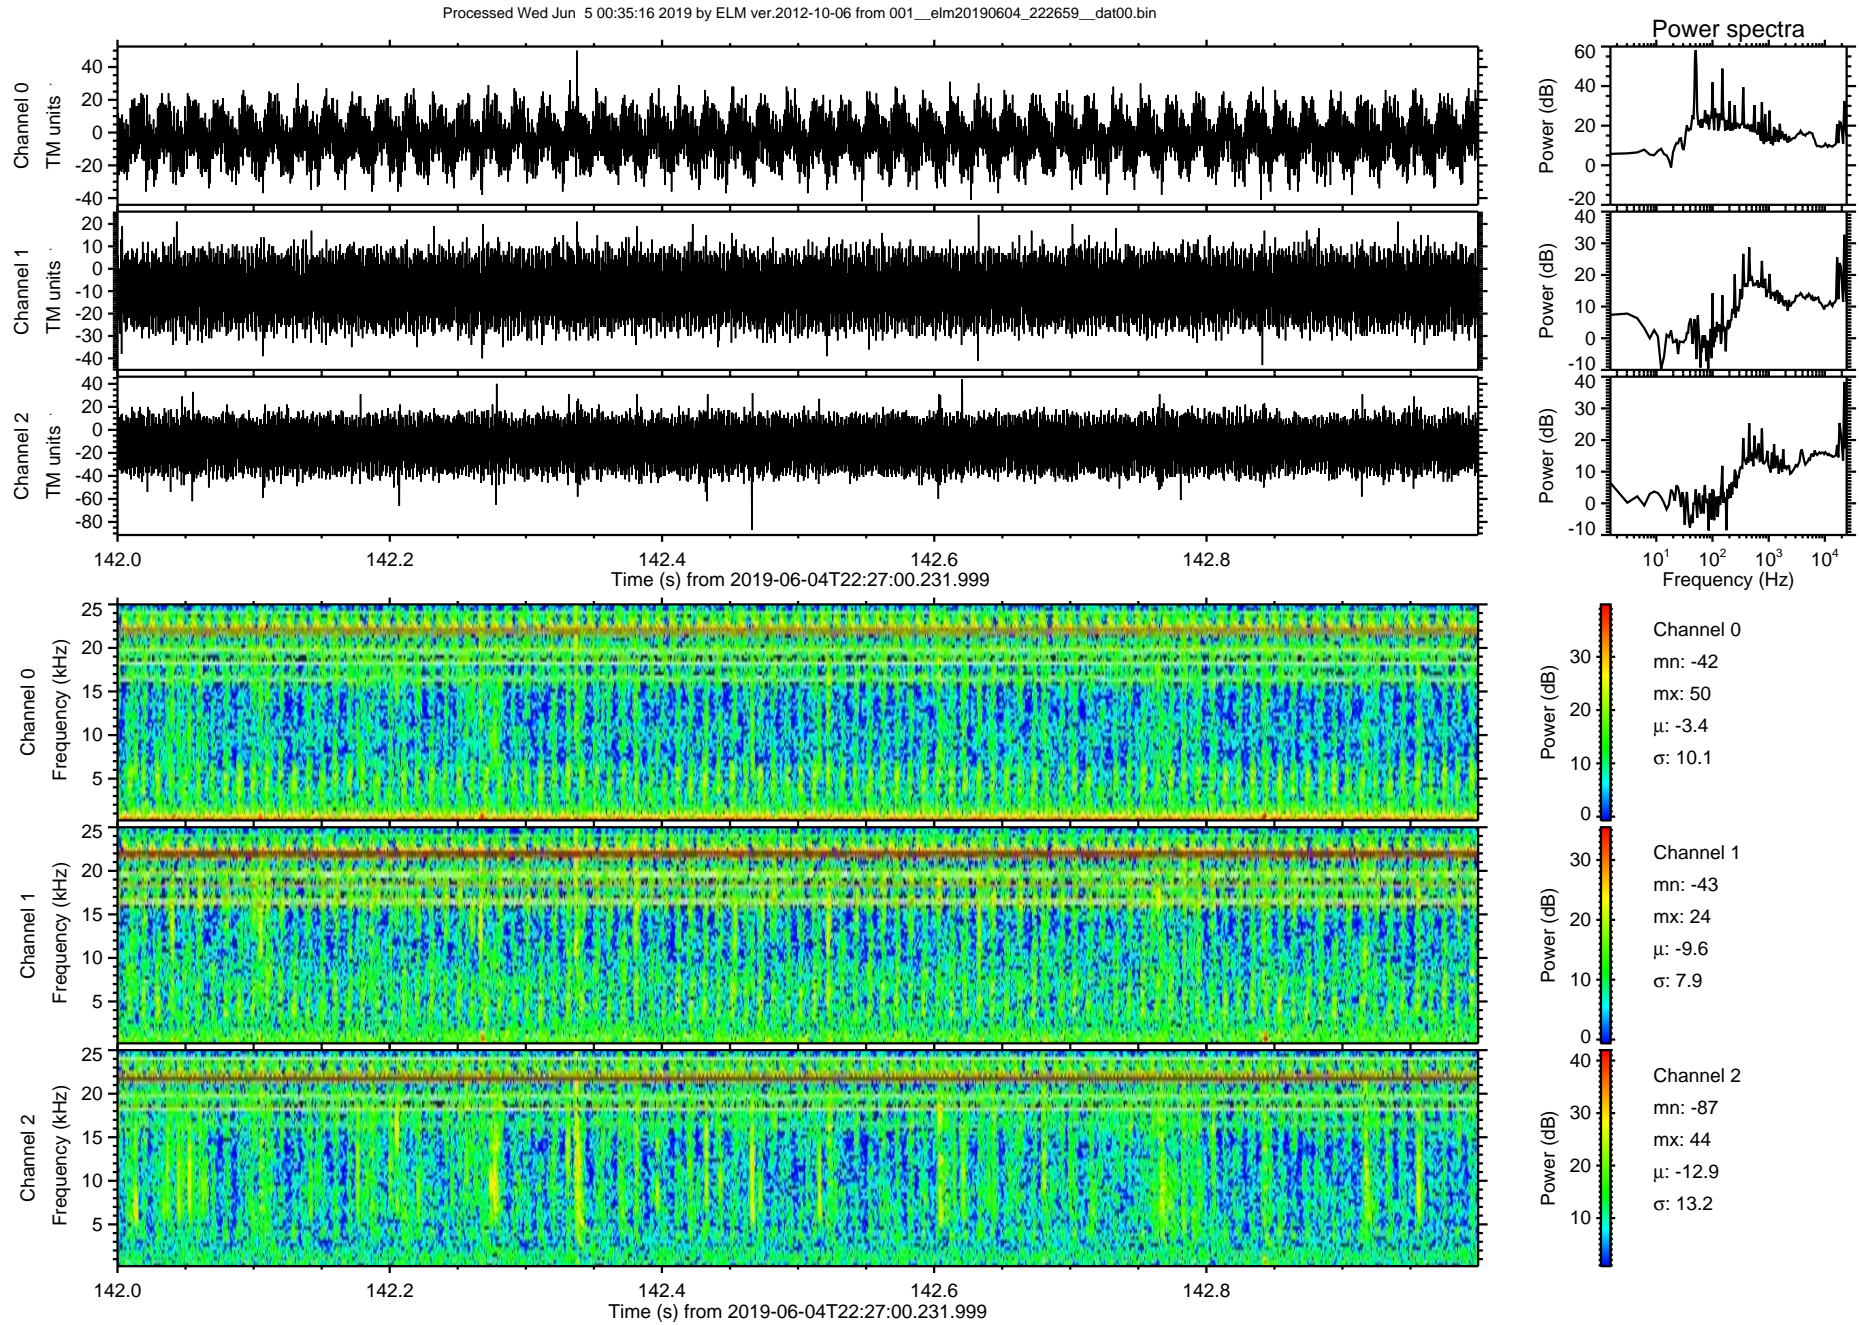 Processed Wed Jun  5 00:35:16 2019 by ELM ver.2012-10-06 from 001__elm20190604_222659__dat00.bin
Power spectra
Channel 0
TM units
40
20
0
-20
-40
Power (dB)
60
40
20
0
-20
Channel 1
TM units
20
10
0
-10
-20
-30
-40
Power (dB)
40
30
20
10
0
-10
Channel 2
TM units
40
20
0
-20
-40
-60
-80
Power (dB)
40
30
20
10
0
-10
142.0 142.2 142.4 142.6 142.8
Time (s) from 2019-06-04T22:27:00.231.999
10^1 10^2 10^3 10^4
Frequency (Hz)
Channel 0
Frequency (kHz)
25
20
15
10
5
Power (dB)
30
20
10
0
Channel 0
mn: -42
mx: 50
μ: -3.4
σ: 10.1
Channel 1
Frequency (kHz)
25
20
15
10
5
Power (dB)
30
20
10
0
Channel 1
mn: -43
mx: 24
μ: -9.6
σ: 7.9
Channel 2
Frequency (kHz)
25
20
15
10
5
Power (dB)
40
30
20
10
Channel 2
mn: -87
mx: 44
μ: -12.9
σ: 13.2
142.0 142.2 142.4 142.6 142.8
Time (s) from 2019-06-04T22:27:00.231.999